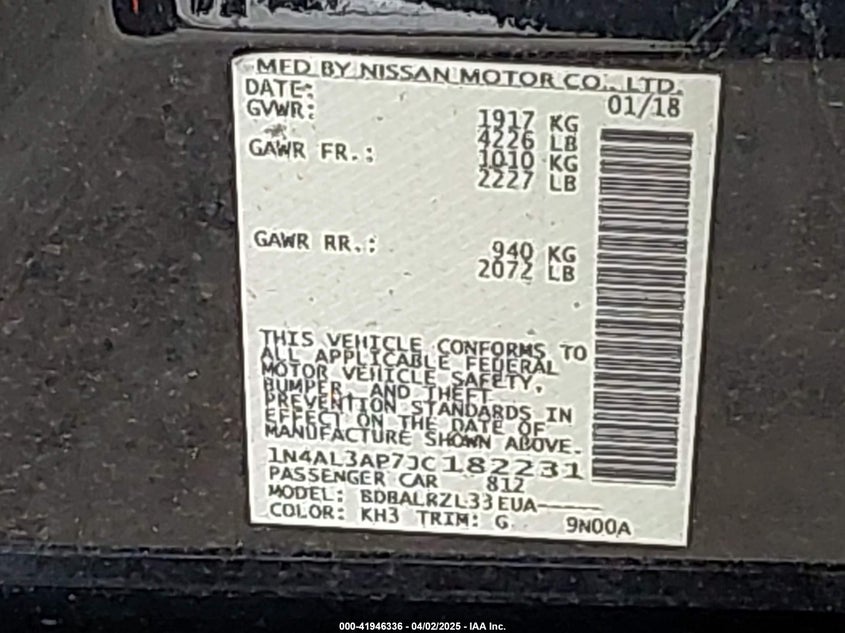 MFD BY NISSAN MOTOR CO., LTD.
DATE: 01/18
GVWR: 1917 KG
4226 LB
GAWR FR.: 1010 KG
2227 LB
GAWR RR.: 940 KG
2072 LB
THIS VEHICLE CONFORMS TO
ALL APPLICABLE FEDERAL
MOTOR VEHICLE SAFETY,
BUMPER, AND THEFT
PREVENTION STANDARDS IN
EFFECT ON THE DATE OF
MANUFACTURE SHOWN ABOVE.
1N4AL3AP7JC182231
PASSENGER CAR 812
MODEL: BDBALRZL33EUA-----
COLOR: KH3 TRIM: G 9N00A
000-41946336 - 04/02/2025 - IAA Inc.